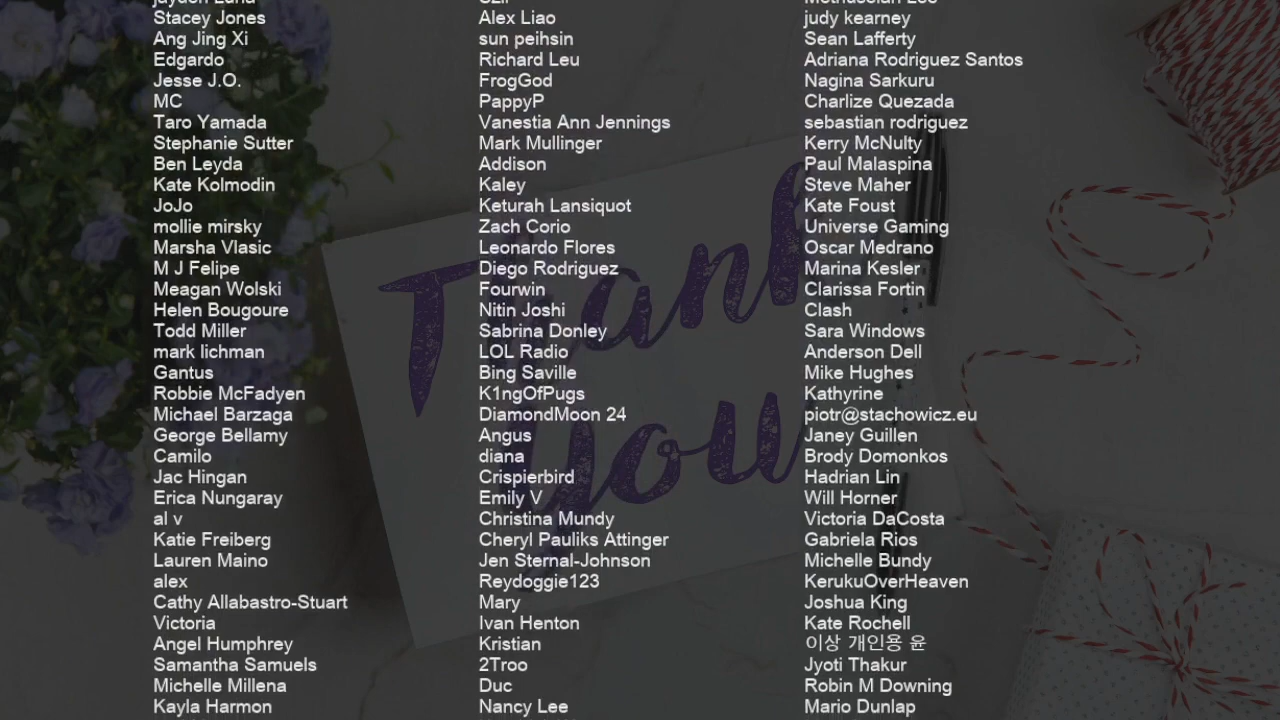 Stacey Jones
Ang Jing Xi
Edgardo
Jesse J.O.
MC
Taro Yamada
Stephanie Sutter
Ben Leyda
Kate Kolmodin
JoJo
mollie mirsky
Marsha Vlasic
M J Felipe
Meagan Wolski
Helen Bougoure
Todd Miller
mark lichman
Gantus
Robbie McFadyen
Michael Barzaga
George Bellamy
Camilo
Jac Hingan
Erica Nungaray
al v
Katie Freiberg
Lauren Maino
alex
Cathy Allabastro-Stuart
Victoria
Angel Humphrey
Samantha Samuels
Michelle Millena
Kayla Harmon
Alex Liao
sun peihsin
Richard Leu
FrogGod
PappyP
Vanestia Ann Jennings
Mark Mullinger
Addison
Kaley
Keturah Lansiquot
Zach Corio
Leonardo Flores
Diego Rodriguez
Fourwin
Nitin Joshi
Sabrina Donley
LOL Radio
Bing Saville
K1ngOfPugs
DiamondMoon 24
Angus
diana
Crispierbird
Emily V
Christina Mundy
Cheryl Pauliks Attinger
Jen Sternal-Johnson
Reydoggie123
Mary
Ivan Henton
Kristian
2Troo
Duc
Nancy Lee
judy kearney
Sean Lafferty
Adriana Rodriguez Santos
Nagina Sarkuru
Charlize Quezada
sebastian rodriguez
Kerry McNulty
Paul Malaspina
Steve Maher
Kate Foust
Universe Gaming
Oscar Medrano
Marina Kesler
Clarissa Fortin
Clash
Sara Windows
Anderson Dell
Mike Hughes
Kathyrine
piotr@stachowicz.eu
Janey Guillen
Brody Domonkos
Hadrian Lin
Will Horner
Victoria DaCosta
Gabriela Rios
Michelle Bundy
KerukuOverHeaven
Joshua King
Kate Rochell
이상 개인용 윤
Jyoti Thakur
Robin M Downing
Mario Dunlap
Thank
you